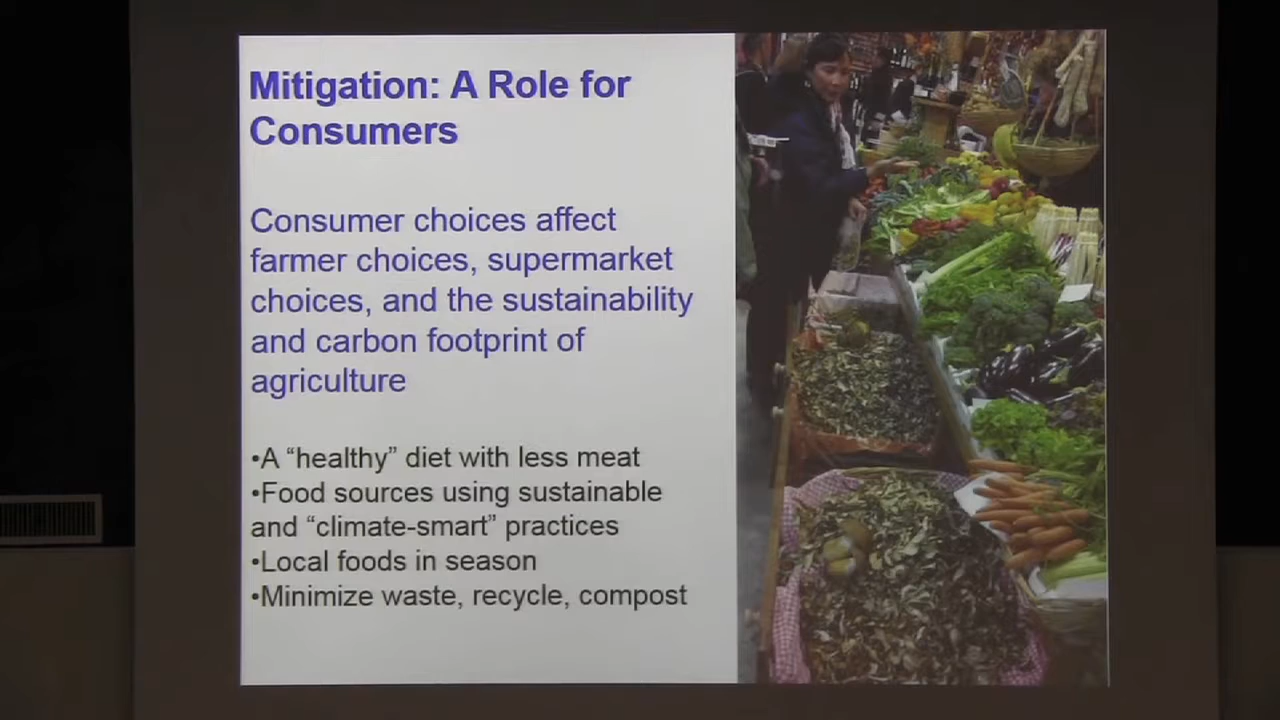 Mitigation: A Role for
Consumers
Consumer choices affect
farmer choices, supermarket
choices, and the sustainability
and carbon footprint of
agriculture
•A “healthy” diet with less meat
•Food sources using sustainable
and “climate-smart” practices
•Local foods in season
•Minimize waste, recycle, compost